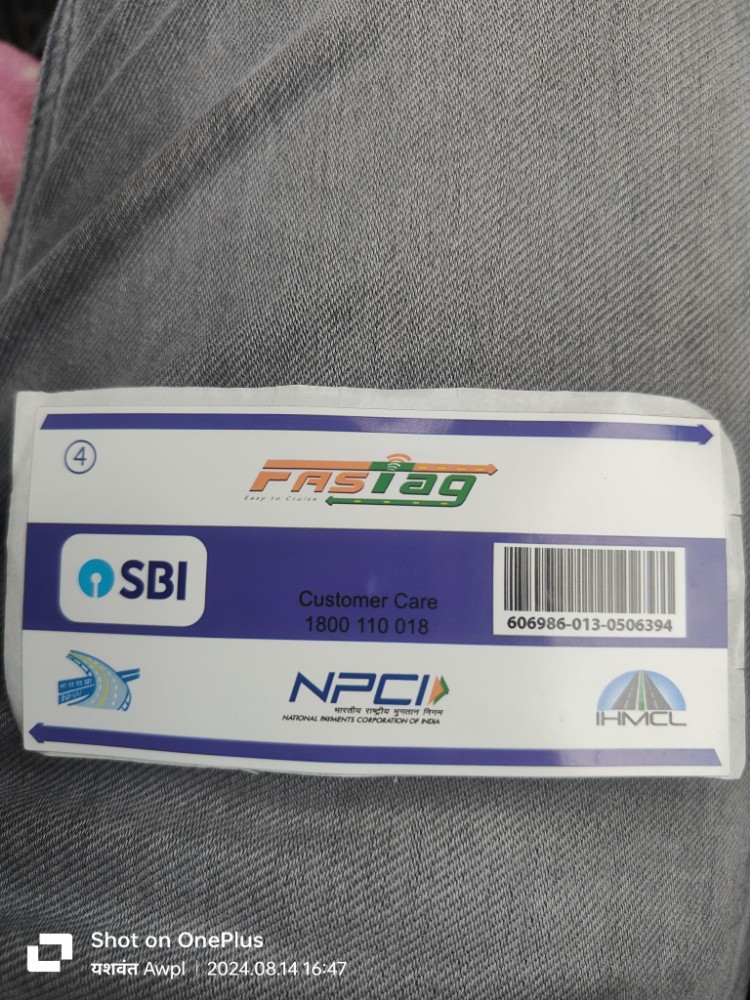 4
FASTag
Easy to Cruise
SBI
Customer Care
1800 110 018
606986-013-0506394
NPCI
भारतीय राष्ट्रीय भुगतान निगम
NATIONAL PAYMENTS CORPORATION OF INDIA
IHMCL
Shot on OnePlus
यशवंत Awpl | 2024.08.14 16:47